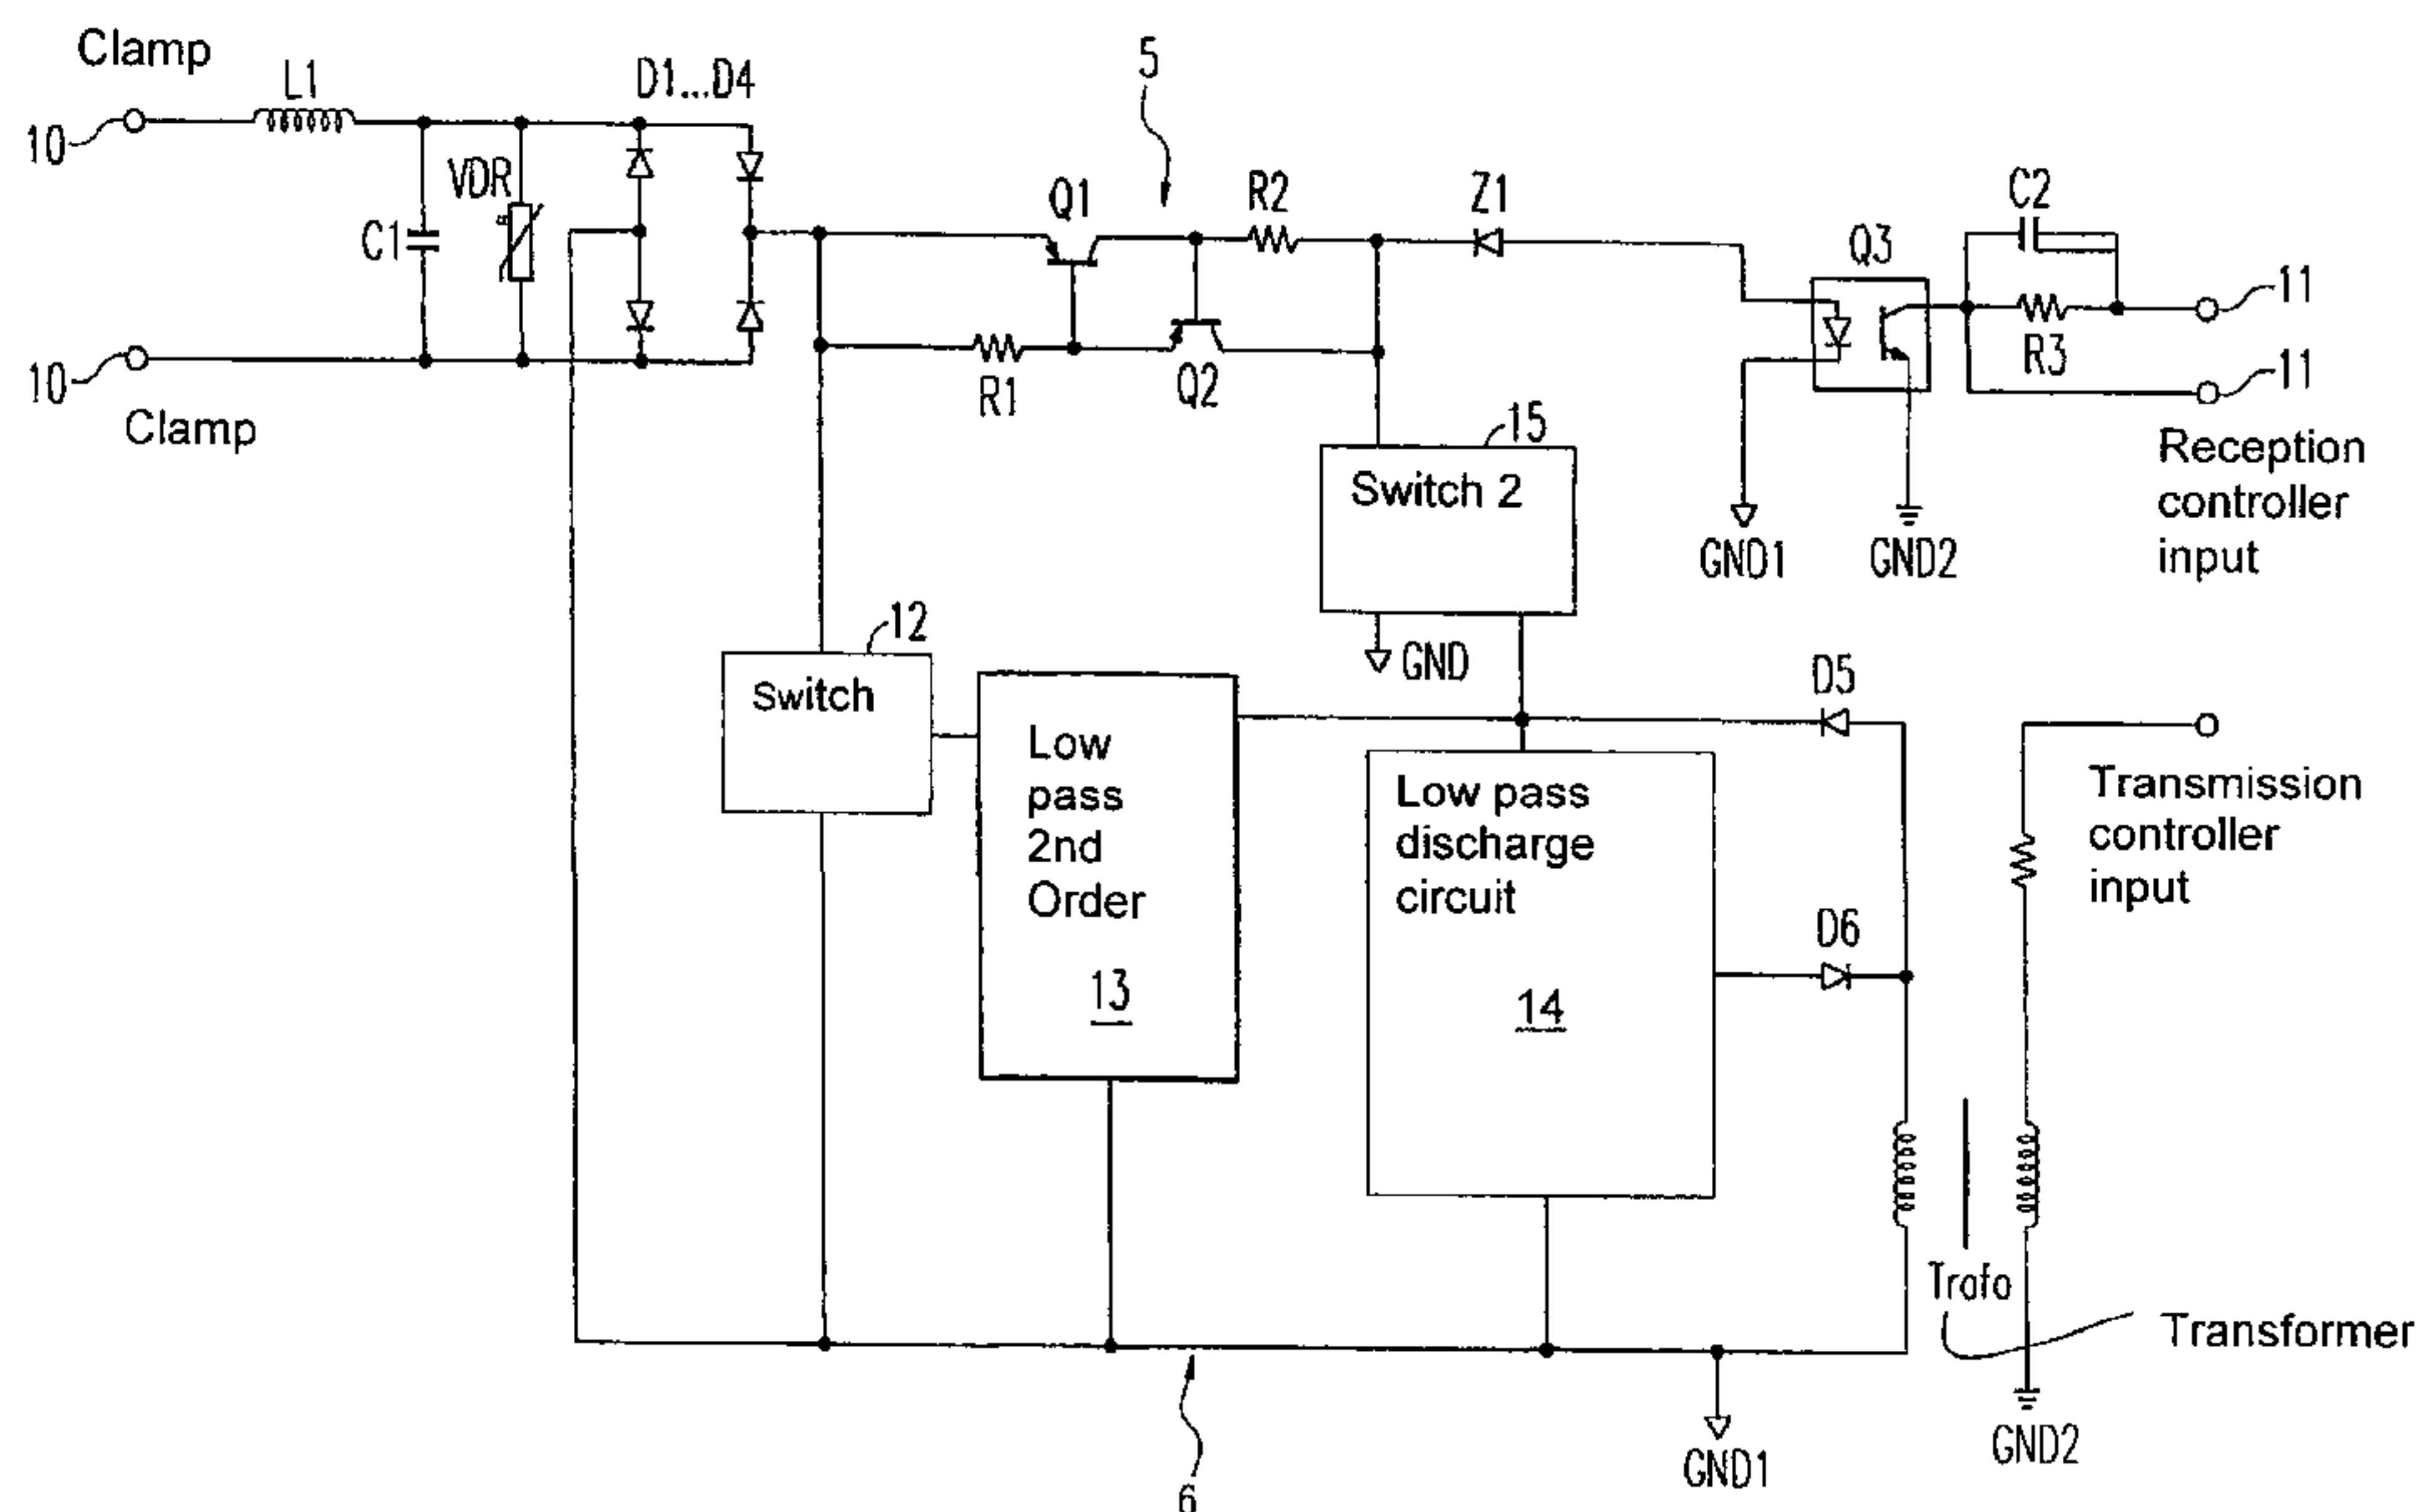 Clamp
L1
D1...D4
5
10
VDR
C1
Q1
R2
Z1
C2
Q3
11
R3
11
10
Clamp
R1
Q2
15
Switch 2
Reception
controller
input
GND1
GND2
GND
12
Switch
Low
pass
2nd
Order
13
Low pass
discharge
circuit
14
D5
D6
Transmission
controller
input
Trafo
Transformer
GND1
GND2
6